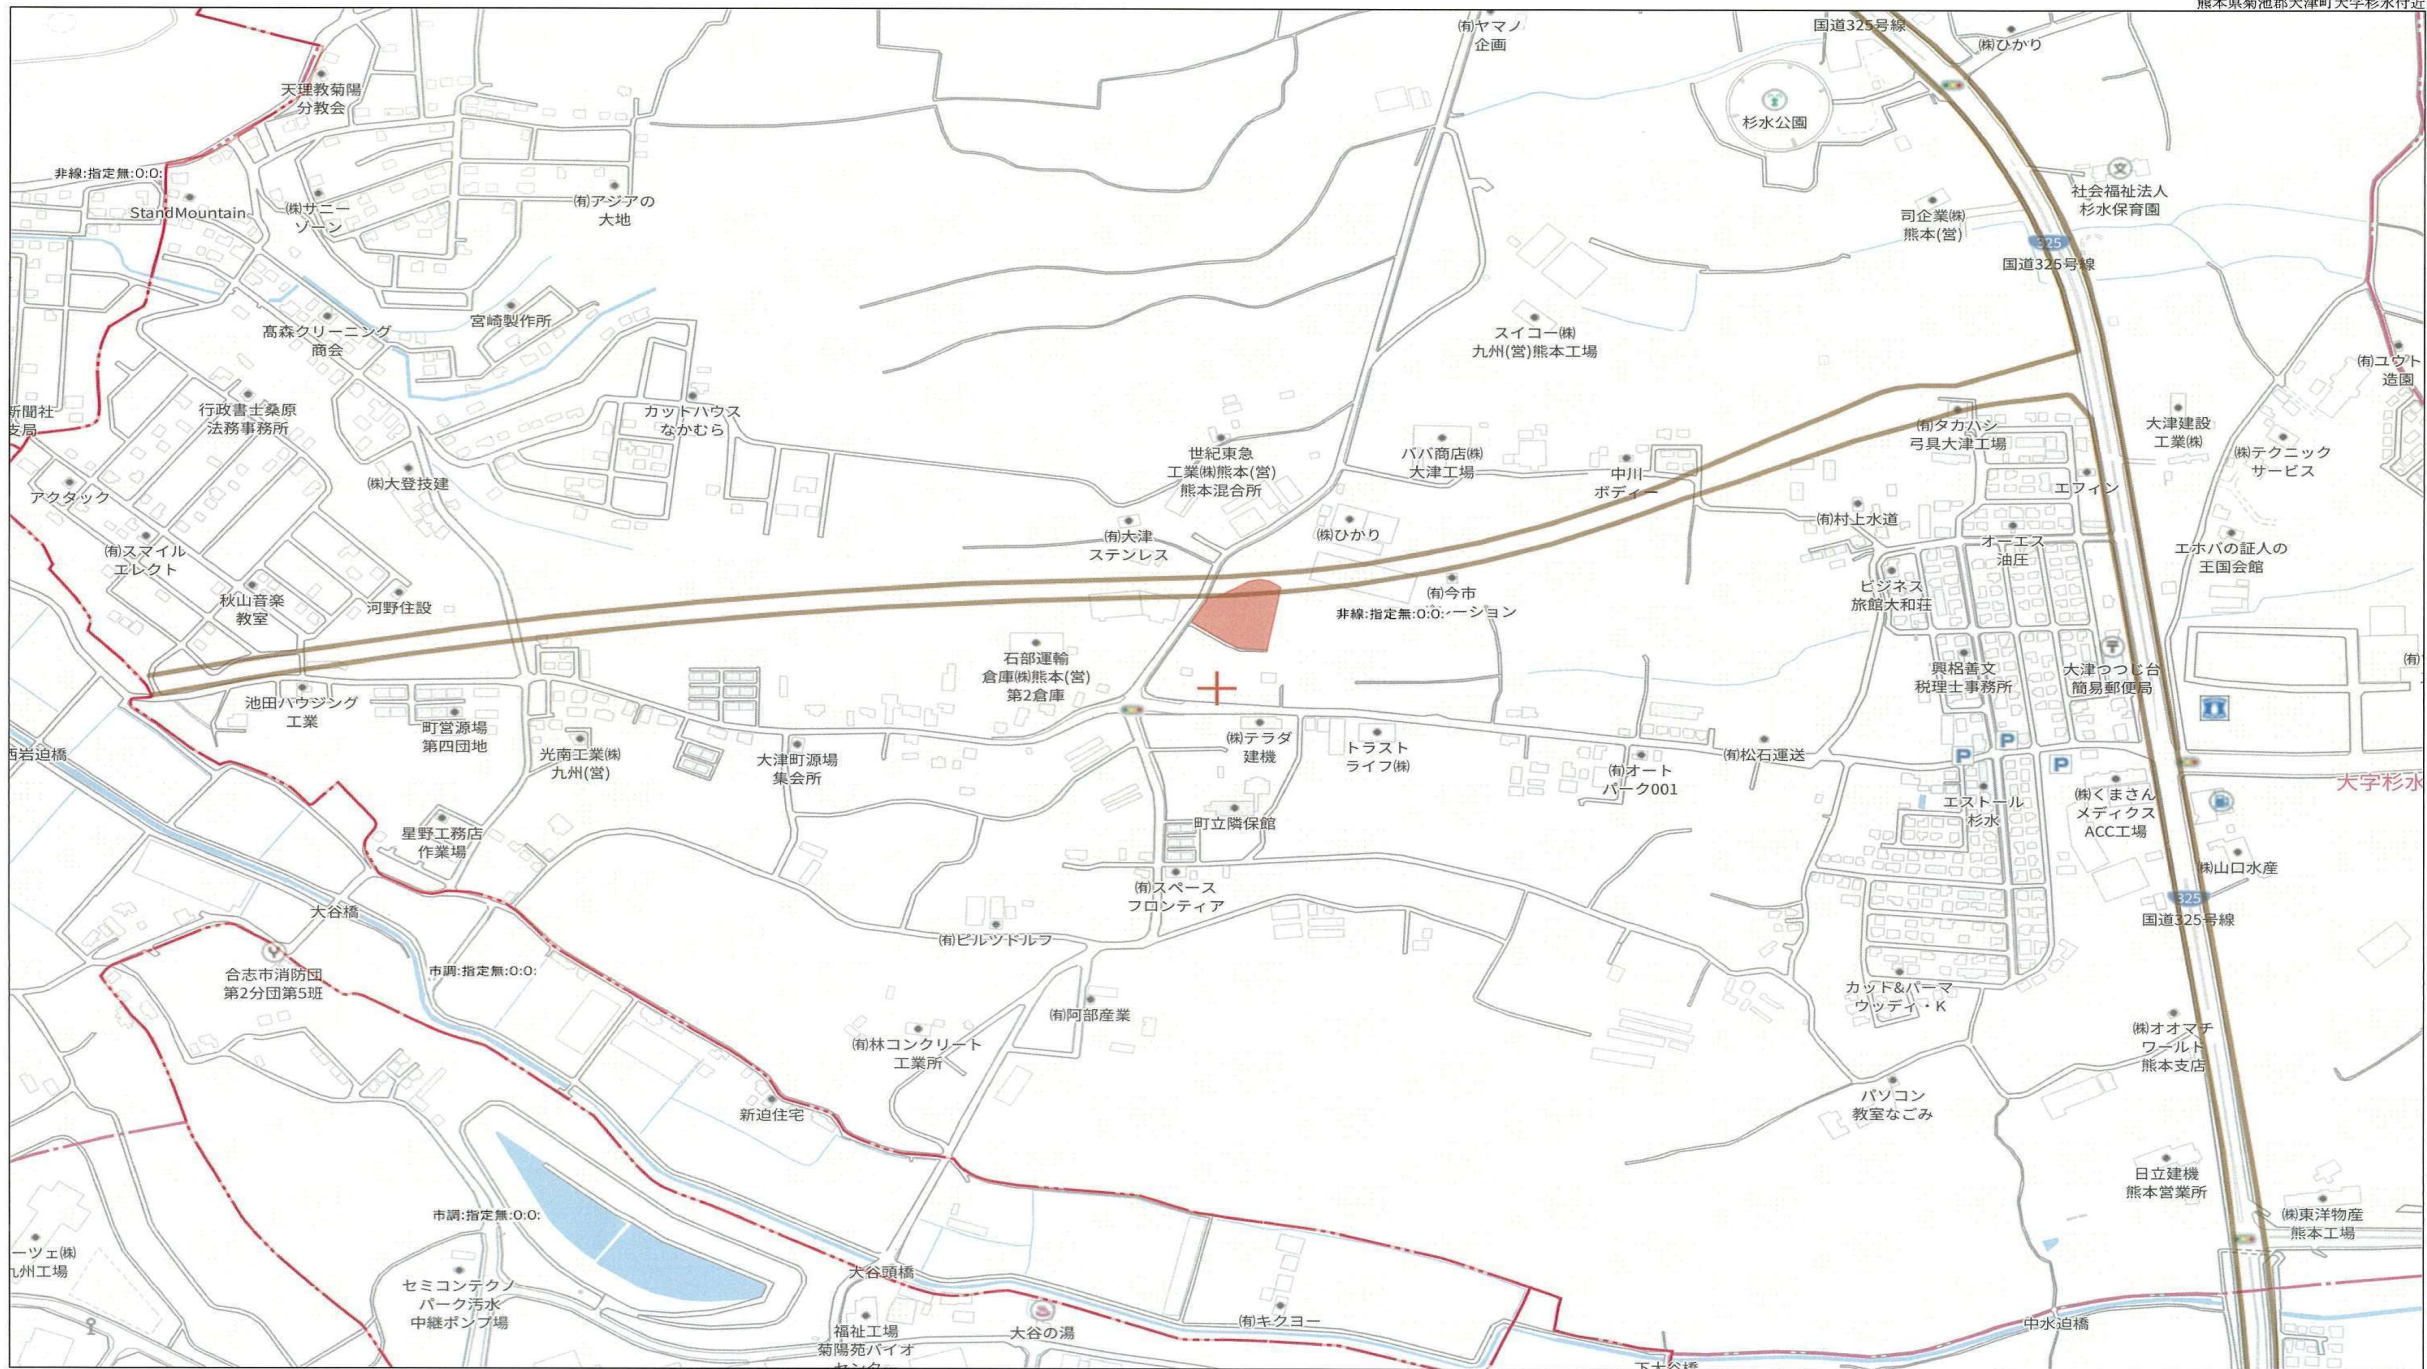 熊本県菊池郡大津町大字杉水付近
㈲ヤマノ
企画
国道325号線
㈱ひかり
天理教菊陽
分教会
杉水公園
非線:指定無:0:0:
StandMountain
㈱サニー
ゾーン
㈲アジアの
大地
社会福祉法人
杉水保育園
司企業㈱
熊本(営)
325
国道325号線
宮崎製作所
髙森クリーニング
商会
スイコー㈱
九州(営)熊本工場
㈲ユウト
造園
新聞社
支局
行政書士桑原
法務事務所
カットハウス
なかむら
㈲タカハシ
弓具大津工場
大津建設
工業㈱
㈱テクニック
サービス
世紀東急
工業㈱熊本(営)
熊本混合所
ババ商店㈱
大津工場
中川
ボディー
㈱大登技建
アクタック
エフィン
㈲村上水道
㈲大津
ステンレス
㈱ひかり
オーエス
油圧
エホバの証人の
王国会館
㈲スマイル
エレクト
秋山音楽
教室
河野住設
㈲今市
非線:指定無:0:0:
ーション
ビジネス
旅館大和荘
石部運輸
倉庫㈱熊本(営)
第2倉庫
興梠善文
税理士事務所
大津つつじ台
簡易郵便局
㈲
池田ハウジング
工業
町営源場
第四団地
光南工業㈱
九州(営)
大津町源場
集会所
㈱テラダ
建機
トラスト
ライフ㈱
㈲オート
パーク001
㈲松石運送
P
P
P
西岩迫橋
大字杉水
エストール
杉水
㈱くまさん
メディクス
ACC工場
星野工務店
作業場
町立隣保館
㈱山口水産
㈲スペース
フロンティア
325
国道325号線
大谷橋
㈲ビルツドルフ
合志市消防団
第2分団第5班
市調:指定無:0:0:
カット&パーマ
ウッディ・K
㈲阿部産業
㈲林コンクリート
工業所
㈱オオマチ
ワールド
熊本支店
新迫住宅
パソコン
教室なごみ
日立建機
熊本営業所
市調:指定無:0:0:
㈱東洋物産
熊本工場
ーツェ㈱
九州工場
セミコンテクノ
パーク汚水
中継ポンプ場
大谷頭橋
㈲キクヨー
福祉工場
菊陽苑バイオ
センター
大谷の湯
中水迫橋
下大谷橋